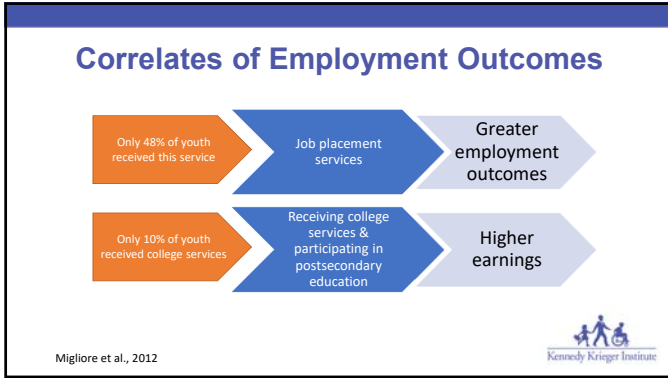 Correlates of Employment Outcomes
Only 48% of youth
received this service
Job placement
services
Greater
employment
outcomes
Only 10% of youth
received college services
Receiving college
services &
participating in
postsecondary
education
Higher
earnings
Migliore et al., 2012
Kennedy Krieger Institute